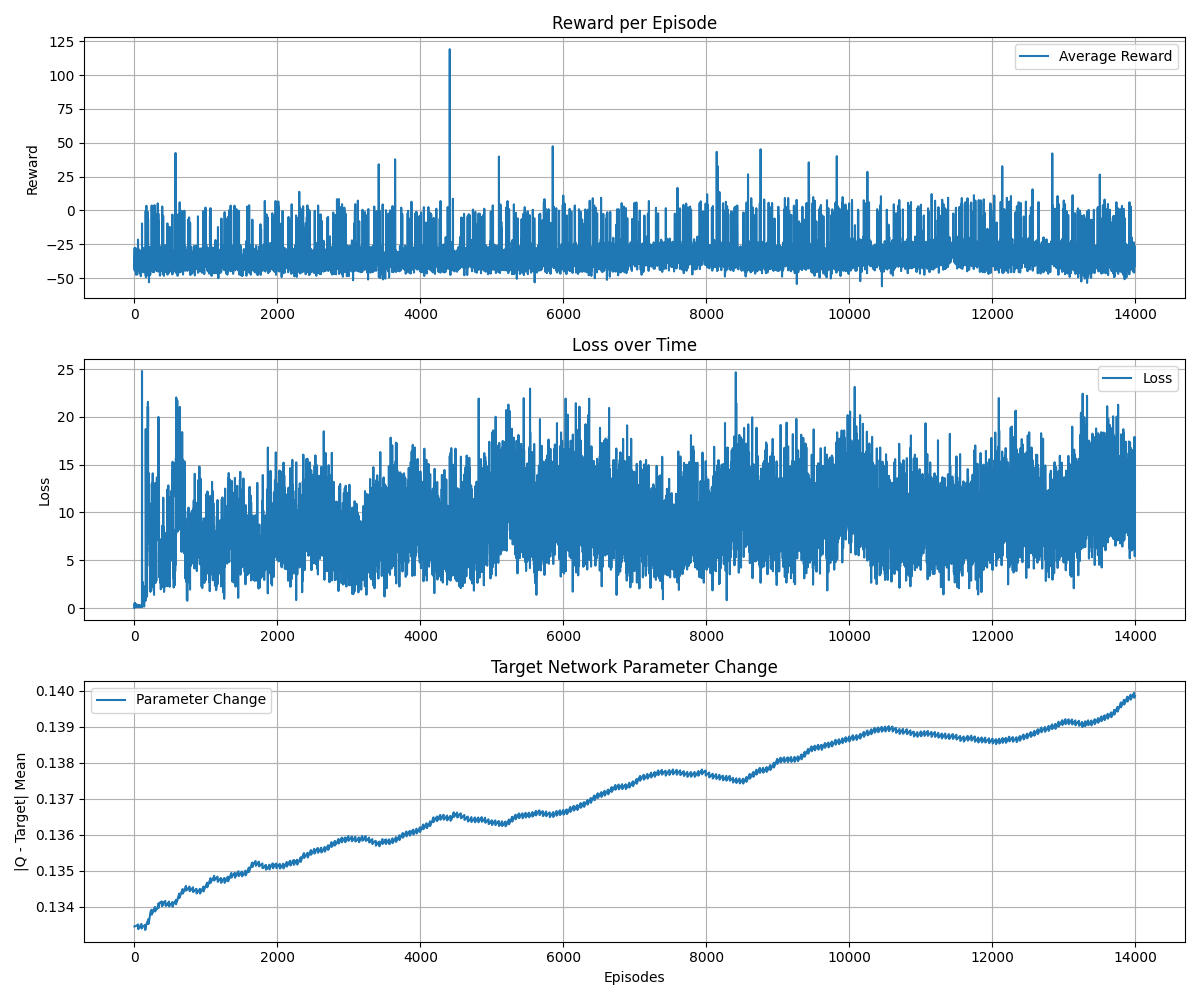 Reward per Episode
Average Reward
Reward
125
100
75
50
25
0
−25
−50
0 2000 4000 6000 8000 10000 12000 14000
Loss over Time
Loss
Loss
25
20
15
10
5
0
0 2000 4000 6000 8000 10000 12000 14000
Target Network Parameter Change
Parameter Change
|Q - Target| Mean
0.140
0.139
0.138
0.137
0.136
0.135
0.134
0 2000 4000 6000 8000 10000 12000 14000
Episodes